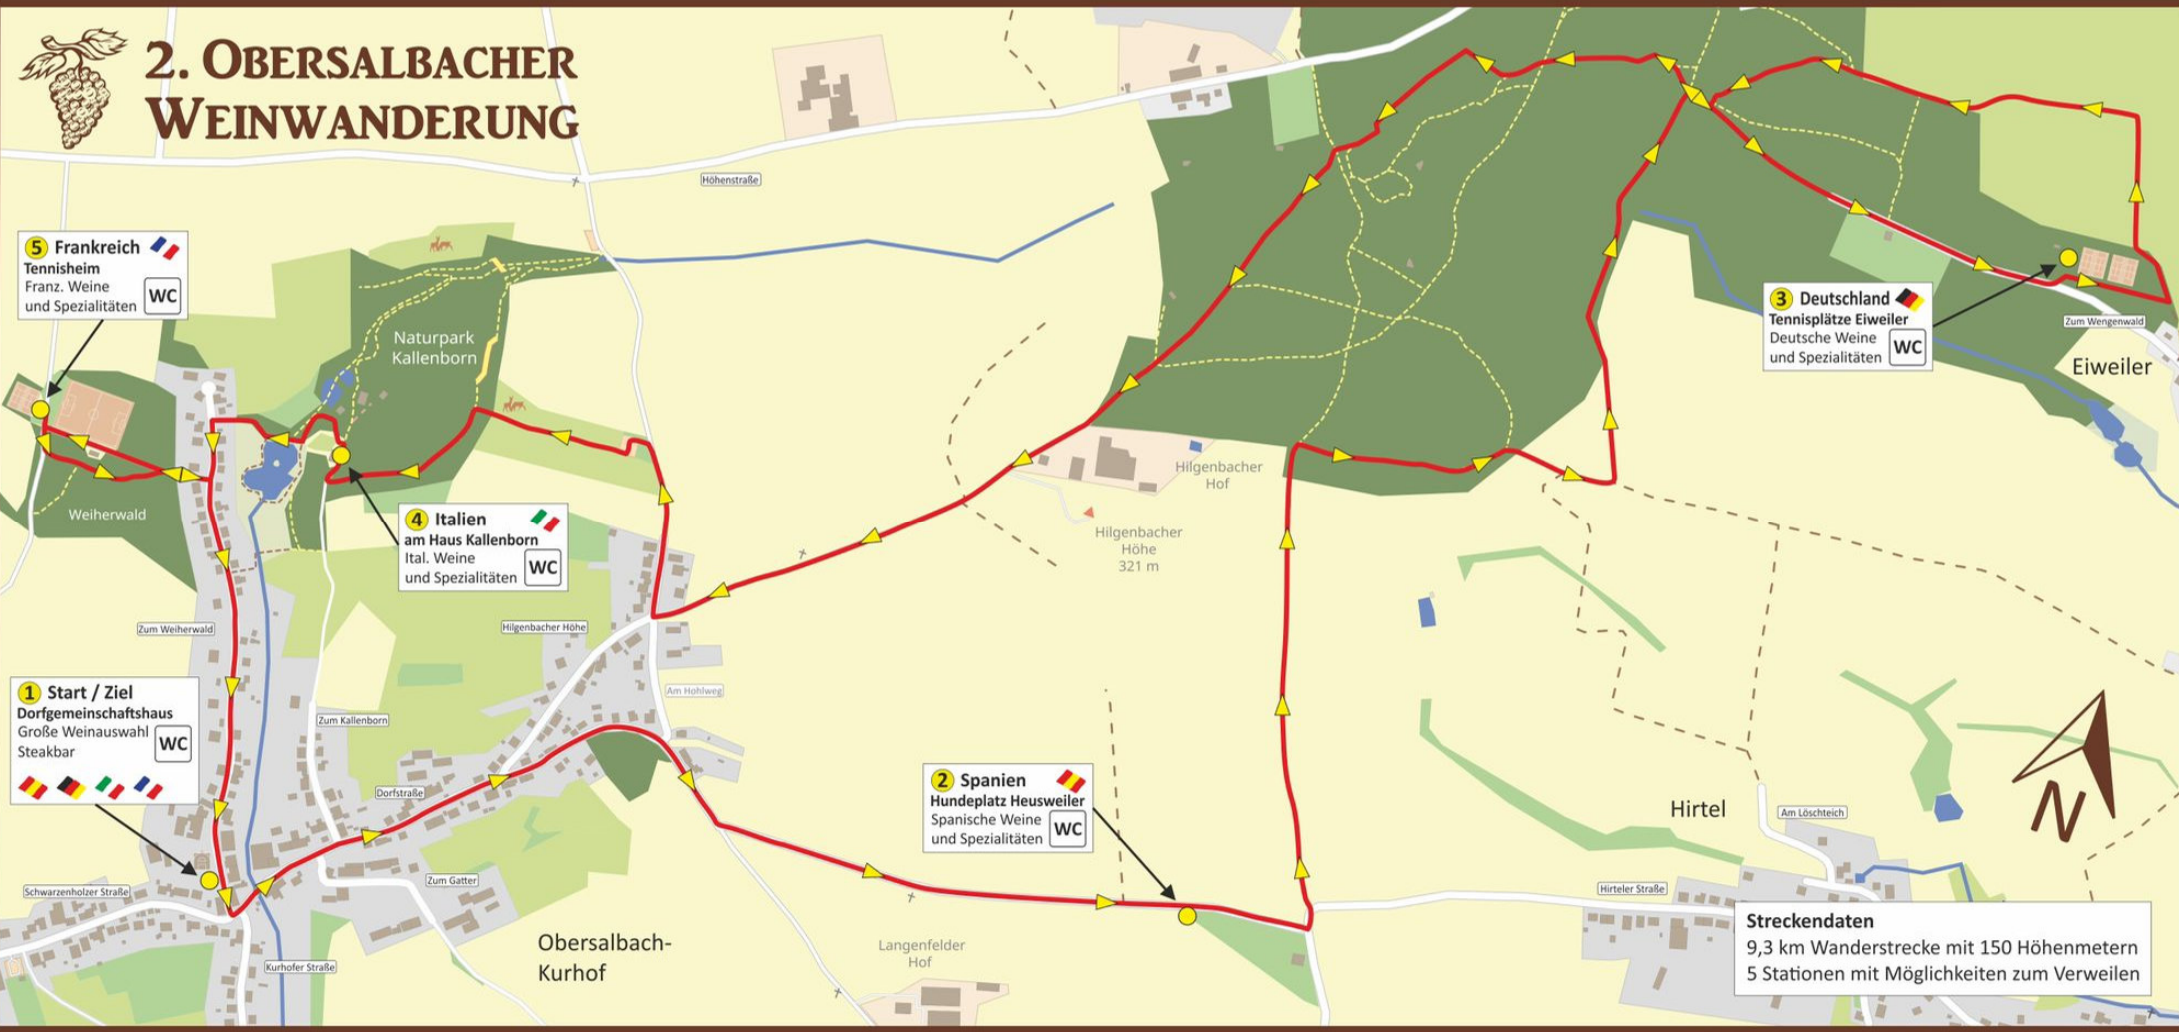 2. OBERSALBACHER
WEINWANDERUNG
Höhenstraße
5 Frankreich
Tennisheim
Franz. Weine
und Spezialitäten
WC
Naturpark
Kallenborn
3 Deutschland
Tennisplätze Eiweiler
Deutsche Weine
und Spezialitäten
WC
Zum Wengenwald
Eiweiler
Weiherwald
4 Italien
am Haus Kallenborn
Ital. Weine
und Spezialitäten
WC
Hilgenbacher
Hof
Hilgenbacher
Höhe
321 m
Zum Weiherwald
Hilgenbacher Höhe
1 Start / Ziel
Dorfgemeinschaftshaus
Große Weinauswahl
Steakbar
WC
Am Hohlweg
Zum Kallenborn
Dorfstraße
2 Spanien
Hundeplatz Heusweiler
Spanische Weine
und Spezialitäten
WC
Hirtel
Am Löschteich
N
Schwarzenholzer Straße
Zum Gatter
Hirteler Straße
Obersalbach-
Kurhof
Langenfelder
Hof
Kurhofer Straße
Streckendaten
9,3 km Wanderstrecke mit 150 Höhenmetern
5 Stationen mit Möglichkeiten zum Verweilen